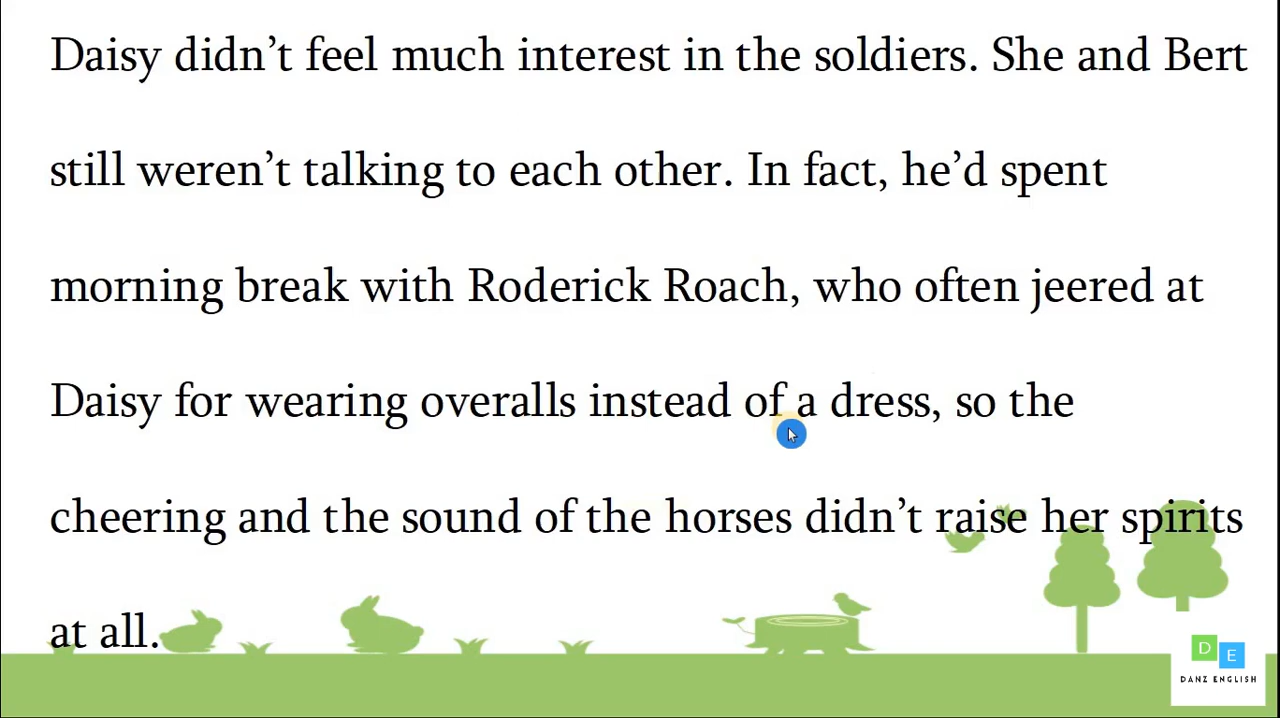 Daisy didn’t feel much interest in the soldiers. She and Bert
still weren’t talking to each other. In fact, he’d spent
morning break with Roderick Roach, who often jeered at
Daisy for wearing overalls instead of a dress, so the
cheering and the sound of the horses didn’t raise her spirits
at all.
D E
DANZ ENGLISH